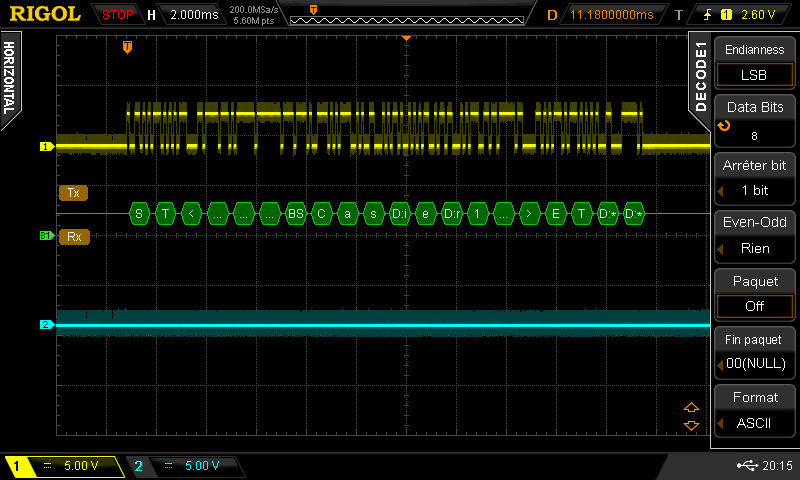 RIGOL STOP H 2.000ms 200.0MSa/s 5.60M pts D 11.1800000ms T 1 2.60 V
HORIZONTAL
T
T
1
Tx
S T < ... ... ... BS C a s D:i e D:r 1 ... > E T D:* D:*
B1
Rx
2
DECODE1
Endianness
LSB
Data Bits
8
Arrêter bit
1 bit
Even-Odd
Rien
Paquet
Off
Fin paquet
00(NULL)
Format
ASCII
1 5.00 V 2 5.00 V 20:15